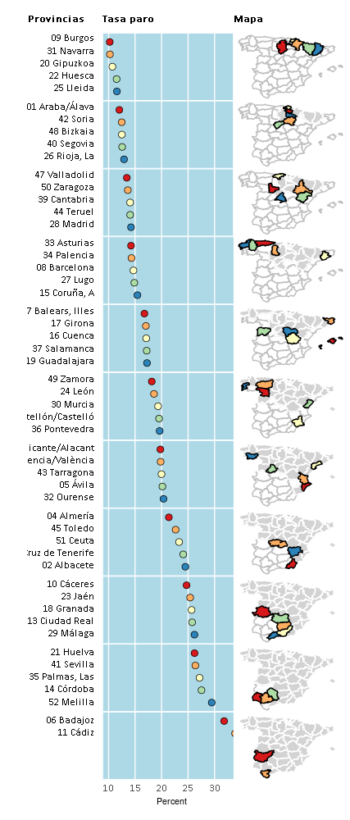 Provincias Tasa paro Mapa
09 Burgos
31 Navarra
20 Gipuzkoa
22 Huesca
25 Lleida
01 Araba/Álava
42 Soria
48 Bizkaia
40 Segovia
26 Rioja, La
47 Valladolid
50 Zaragoza
39 Cantabria
44 Teruel
28 Madrid
33 Asturias
34 Palencia
08 Barcelona
27 Lugo
15 Coruña, A
7 Balears, Illes
17 Girona
16 Cuenca
37 Salamanca
19 Guadalajara
49 Zamora
24 León
30 Murcia
tellón/Castelló
36 Pontevedra
icante/Alacant
encia/València
43 Tarragona
05 Ávila
32 Ourense
04 Almería
45 Toledo
51 Ceuta
ruz de Tenerife
02 Albacete
10 Cáceres
23 Jaén
18 Granada
13 Ciudad Real
29 Málaga
21 Huelva
41 Sevilla
35 Palmas, Las
14 Córdoba
52 Melilla
06 Badajoz
11 Cádiz
10 15 20 25 30
Percent